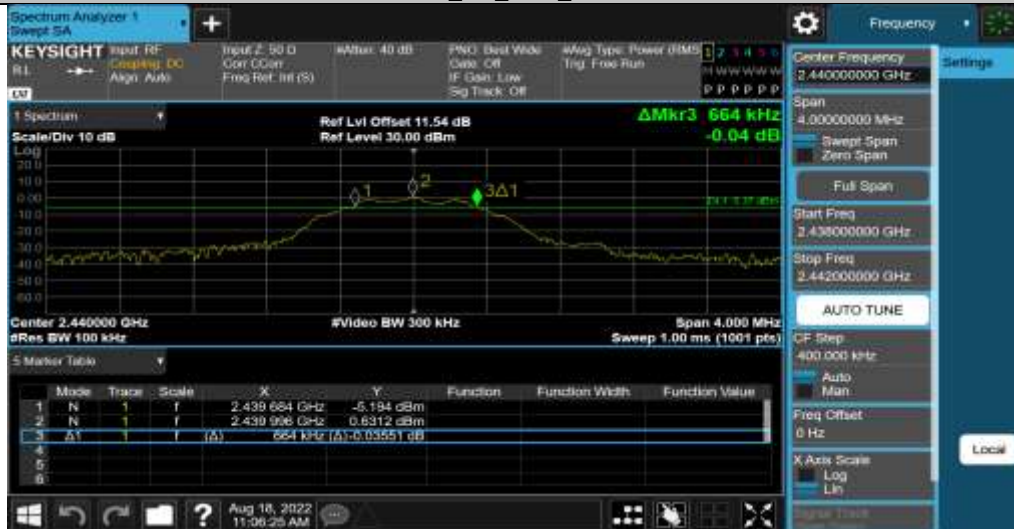 Spectrum Analyzer 1
Swept SA
+
Frequency
KEYSIGHT
RL
LXI
Input: RF
Coupling: DC
Align: Auto
Input Z: 50 Ω
Corr CCorr
Freq Ref: Int (S)
#Atten: 40 dB
PNO: Best Wide
Gate: Off
IF Gain: Low
Sig Track: Off
#Avg Type: Power (RMS
Trig: Free Run
1 2 3 4 5 6
M W W W W W
P P P P P P
Center Frequency
2.440000000 GHz
Settings
Span
4.00000000 MHz
Swept Span
Zero Span
Full Span
Start Freq
2.438000000 GHz
Stop Freq
2.442000000 GHz
AUTO TUNE
CF Step
400.000 kHz
Auto
Man
Freq Offset
0 Hz
X Axis Scale
Log
Lin
Signal Track
Local
1 Spectrum
Scale/Div 10 dB
Ref Lvl Offset 11.54 dB
Ref Level 30.00 dBm
ΔMkr3 664 kHz
-0.04 dB
Log
20.0
10.0
0.00
-10.0
-20.0
-30.0
-40.0
-50.0
-60.0
1
2
3Δ1
Center 2.440000 GHz
#Res BW 100 kHz
#Video BW 300 kHz
Span 4.000 MHz
Sweep 1.00 ms (1001 pts)
5 Marker Table
Mode Trace Scale X Y Function Function Width Function Value
1 N 1 f 2.439 684 GHz -5.194 dBm
2 N 1 f 2.439 996 GHz 0.6312 dBm
3 Δ1 1 f (Δ) 664 kHz (Δ) -0.03551 dB
4
5
6
?
Aug 18, 2022
11:06:25 AM